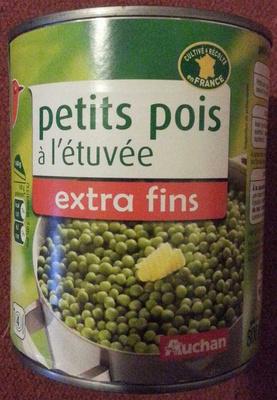 CULTIVÉ & RÉCOLTÉ
en FRANCE
petits pois
à l'étuvée
extra fins
Auchan